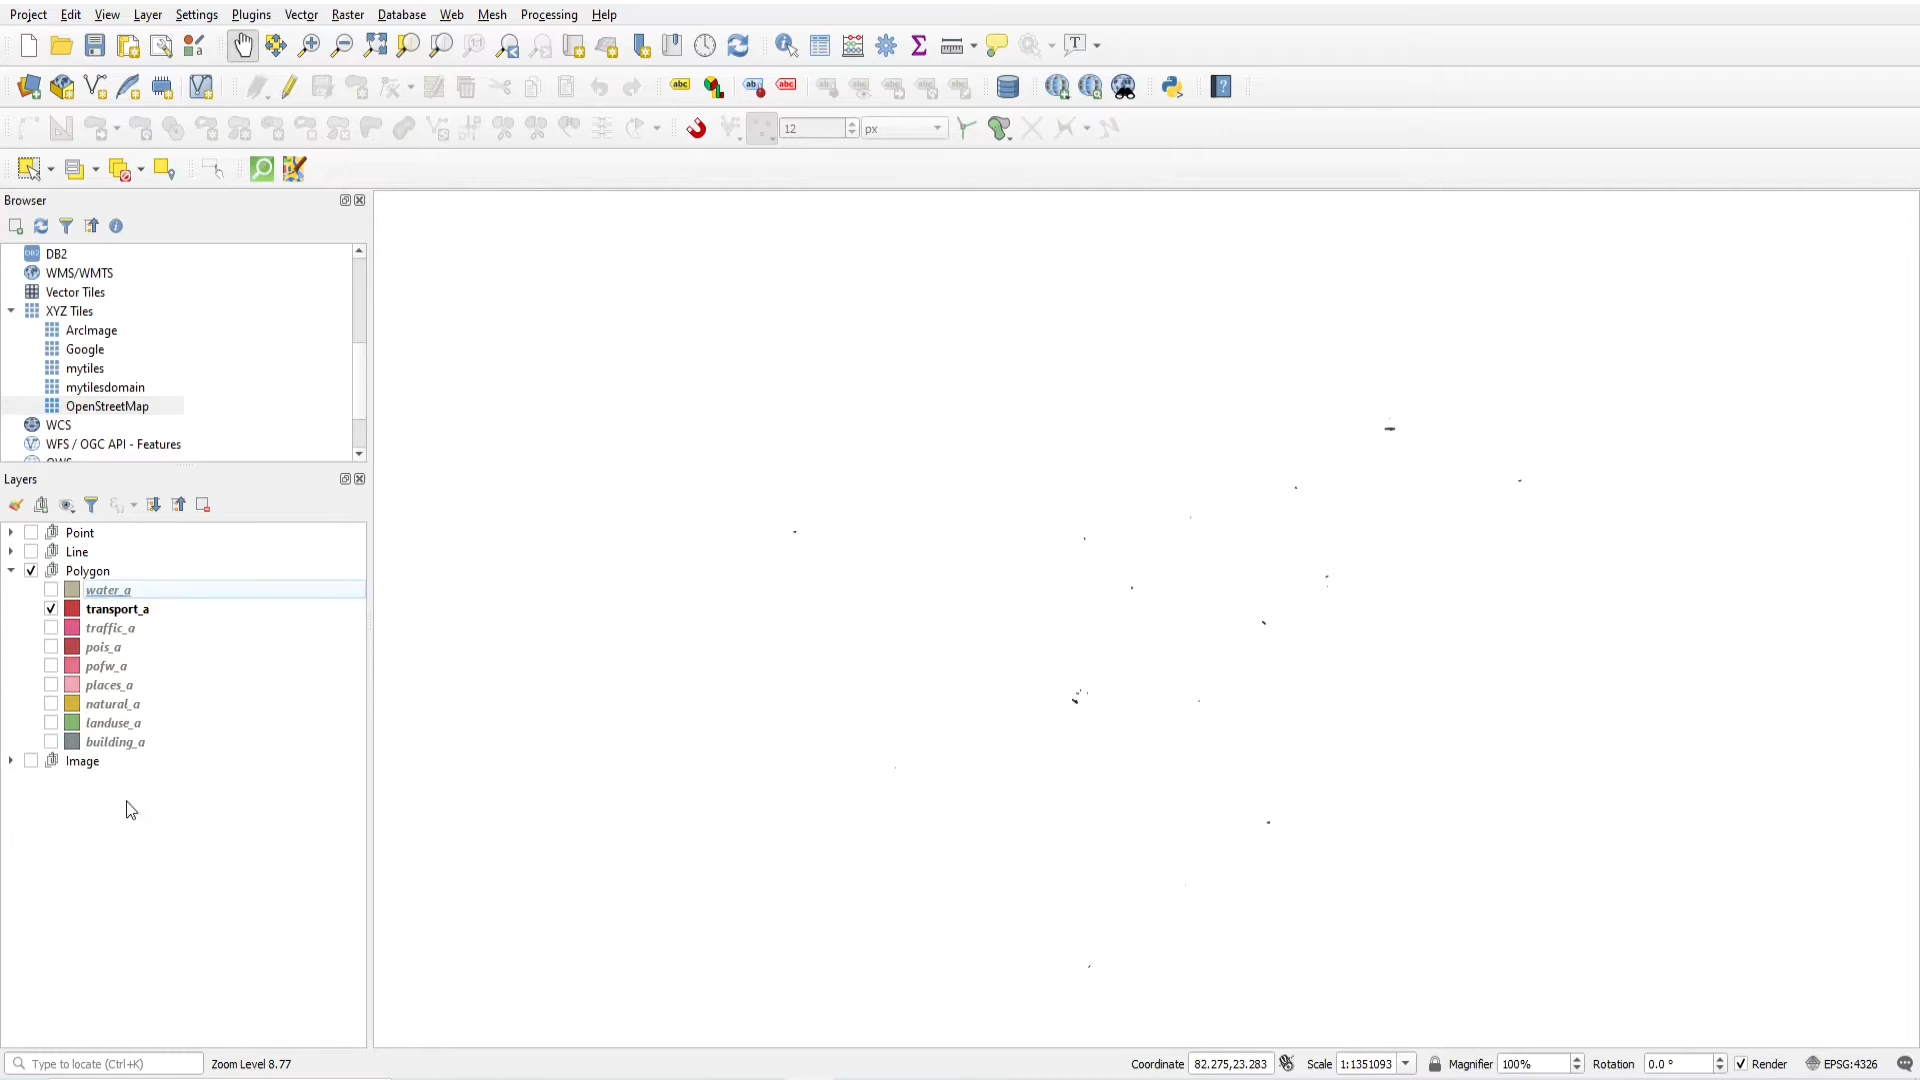 Project Edit View Layer Settings Plugins Vector Raster Database Web Mesh Processing Help
T
abc abc abc
12 px
Browser
DB2
WMS/WMTS
Vector Tiles
XYZ Tiles
ArcImage
Google
mytiles
mytilesdomain
OpenStreetMap
WCS
WFS / OGC API - Features
Layers
Point
Line
Polygon
water_a
transport_a
traffic_a
pois_a
pofw_a
places_a
natural_a
landuse_a
building_a
Image
Type to locate (Ctrl+K) Zoom Level 8.77 Coordinate 82.275,23.283 Scale 1:1351093 Magnifier 100% Rotation 0.0 ° Render EPSG:4326